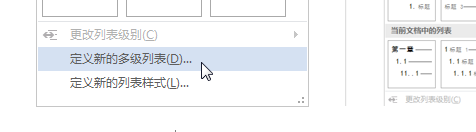 更改列表级别(C)
定义新的多级列表(D)...
定义新的列表样式(L)...
1. 标题
当前文档中的列表
第一章
1. 1
11. . 1
1 标题 1
1. 1 标题
1. 1. 1
更改列表级别(C)